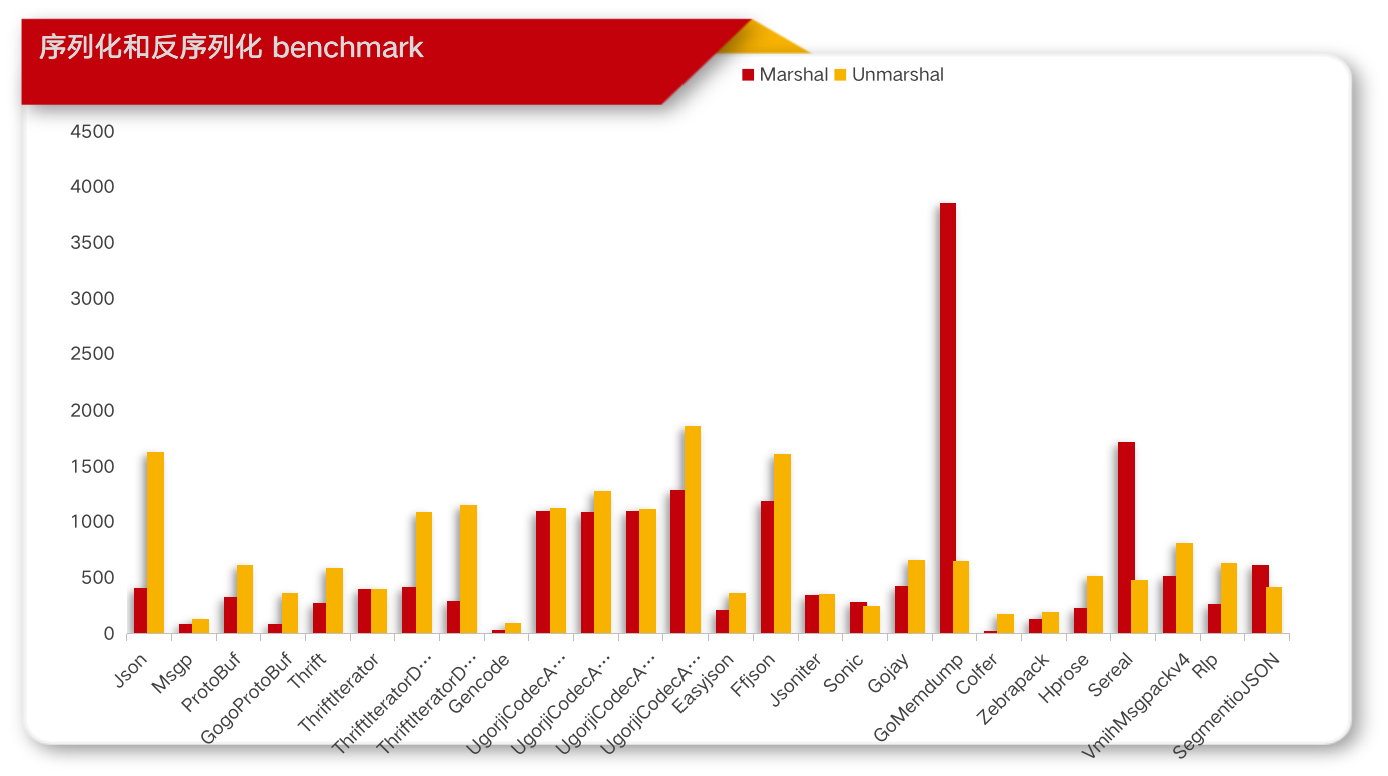 序列化和反序列化 benchmark
Marshal Unmarshal
4500
4000
3500
3000
2500
2000
1500
1000
500
0
Json
Msgp
ProtoBuf
GogoProtoBuf
Thrift
ThriftIterator
ThriftIteratorD…
ThriftIteratorD…
Gencode
UgorjiCodecA…
UgorjiCodecA…
UgorjiCodecA…
UgorjiCodecA…
Easyjson
Ffjson
Jsoniter
Sonic
Gojay
GoMemdump
Colfer
Zebrapack
Hprose
Sereal
VmihMsgpackv4
Rlp
SegmentioJSON